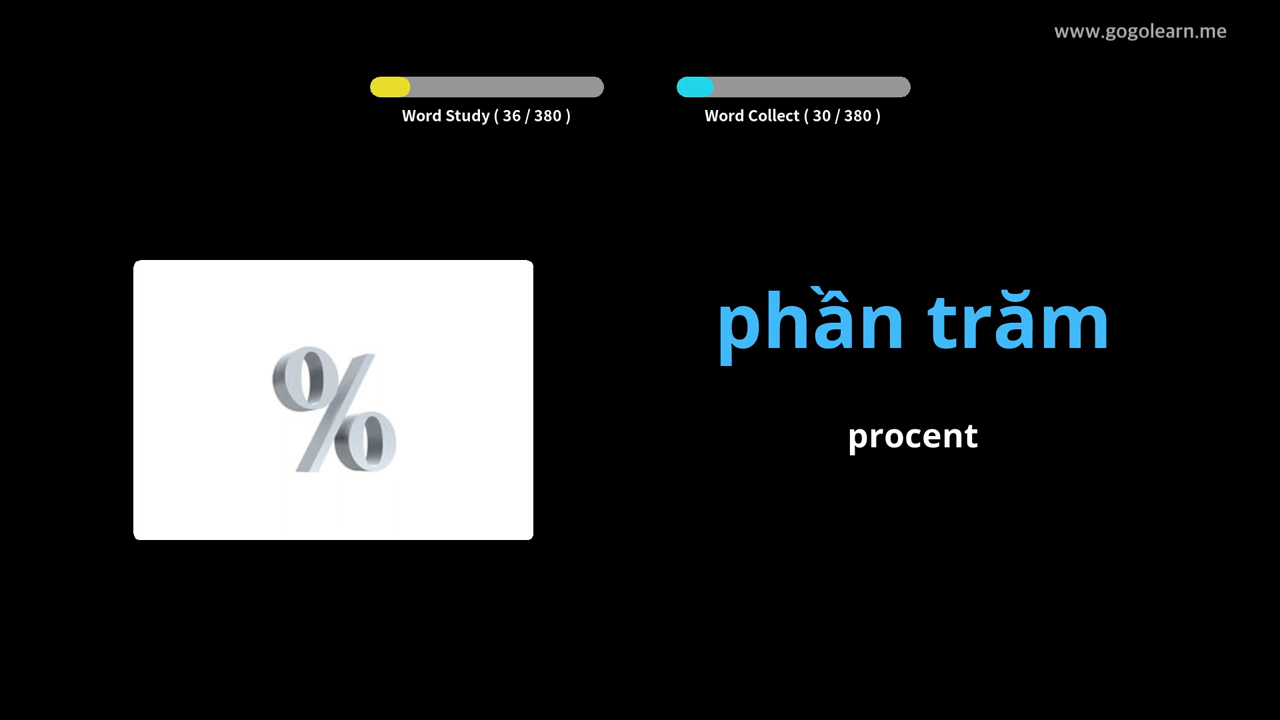 www.gogolearn.me
Word Study ( 36 / 380 )
Word Collect ( 30 / 380 )
%
phần trăm
procent